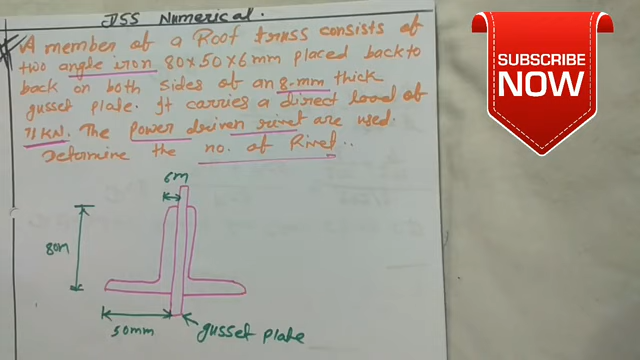 DSS Numerical.
A member of a Roof truss consists of
two angle iron 80×50×6mm placed back to
back on both sides of an 8-mm thick
gusset plate. It carries a direct load of
KN. The power driven rivet are used.
Determine the no. of Rivet..
6m
80m
50mm
gusset plate
SUBSCRIBE
NOW